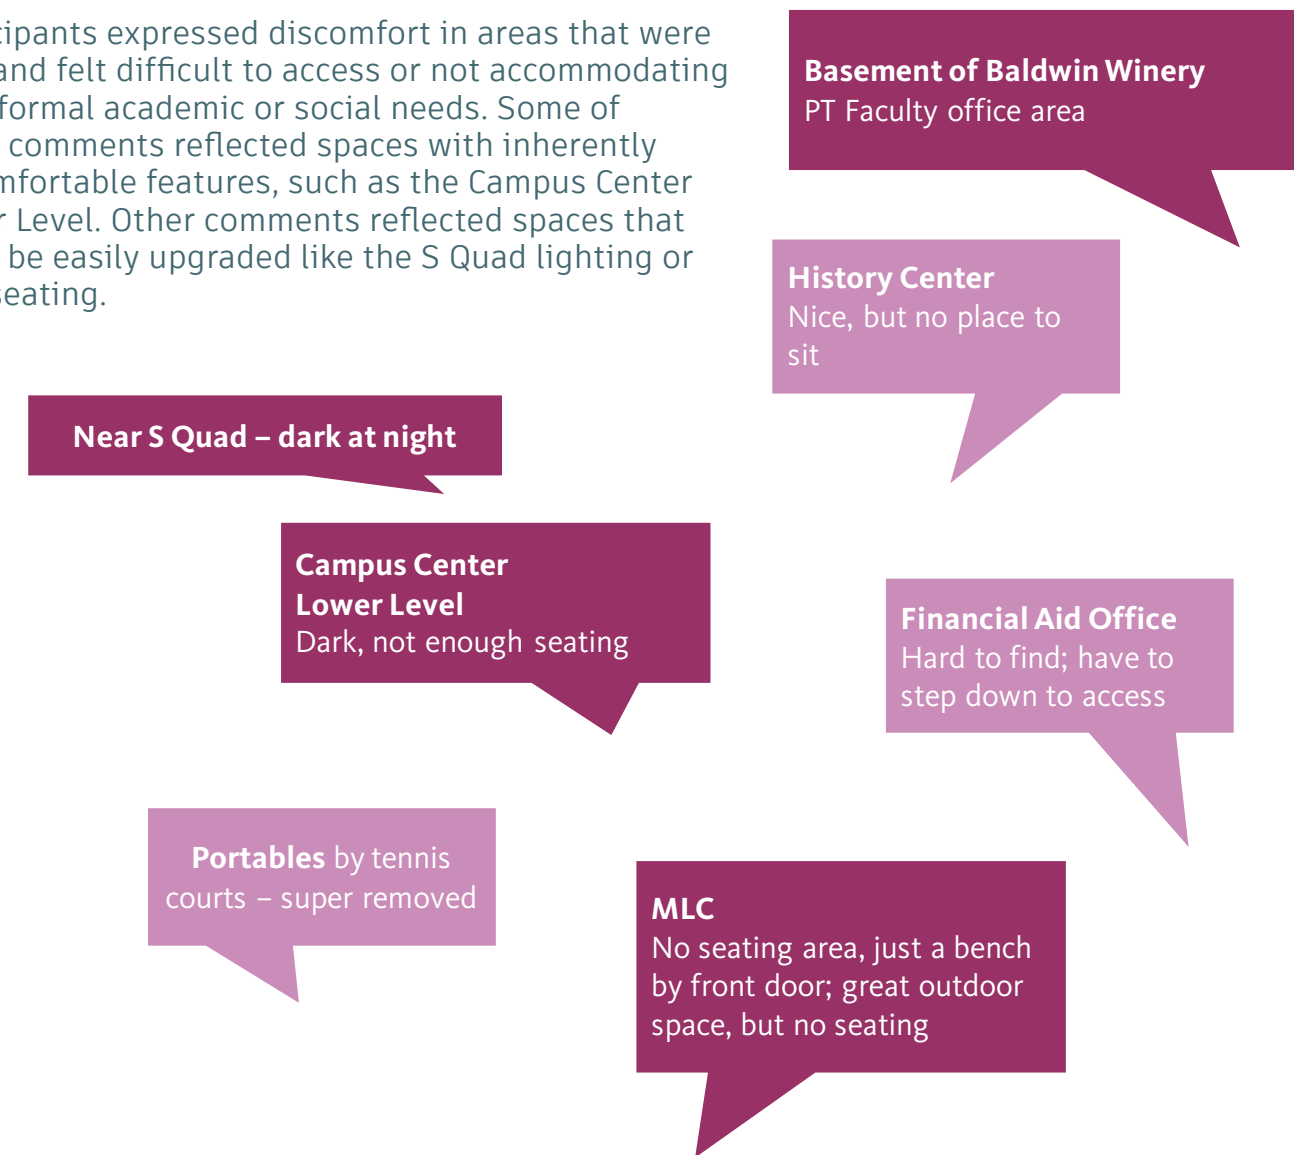 cipants expressed discomfort in areas that were
and felt difficult to access or not accommodating
formal academic or social needs. Some of
comments reflected spaces with inherently
mfortable features, such as the Campus Center
r Level. Other comments reflected spaces that
be easily upgraded like the S Quad lighting or
seating.
Basement of Baldwin Winery
PT Faculty office area
History Center
Nice, but no place to
sit
Near S Quad – dark at night
Campus Center
Lower Level
Dark, not enough seating
Financial Aid Office
Hard to find; have to
step down to access
Portables by tennis
courts – super removed
MLC
No seating area, just a bench
by front door; great outdoor
space, but no seating